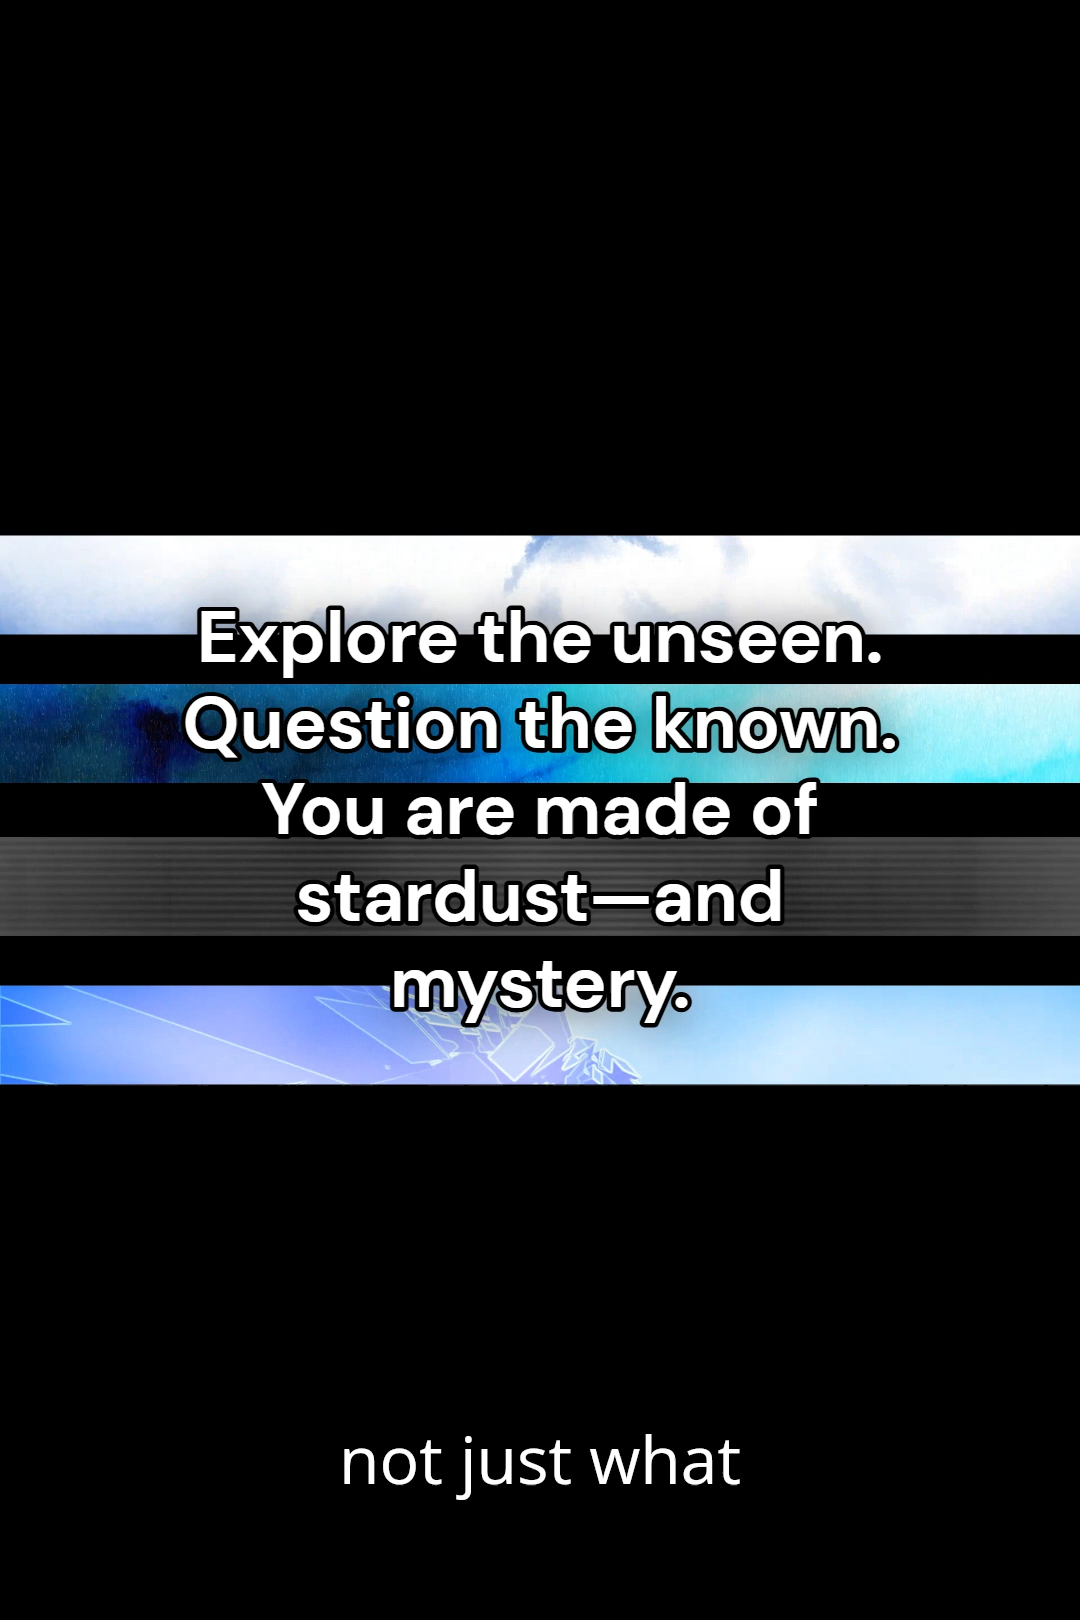 Explore the unseen.
Question the known.
You are made of
stardust—and
mystery.
not just what